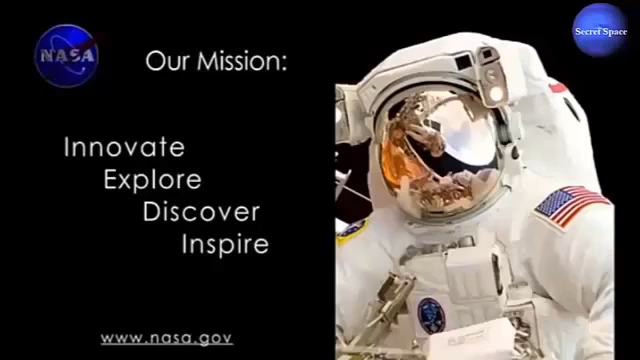 NASA
Our Mission:
Secret Space
Innovate
Explore
Discover
Inspire
www.nasa.gov